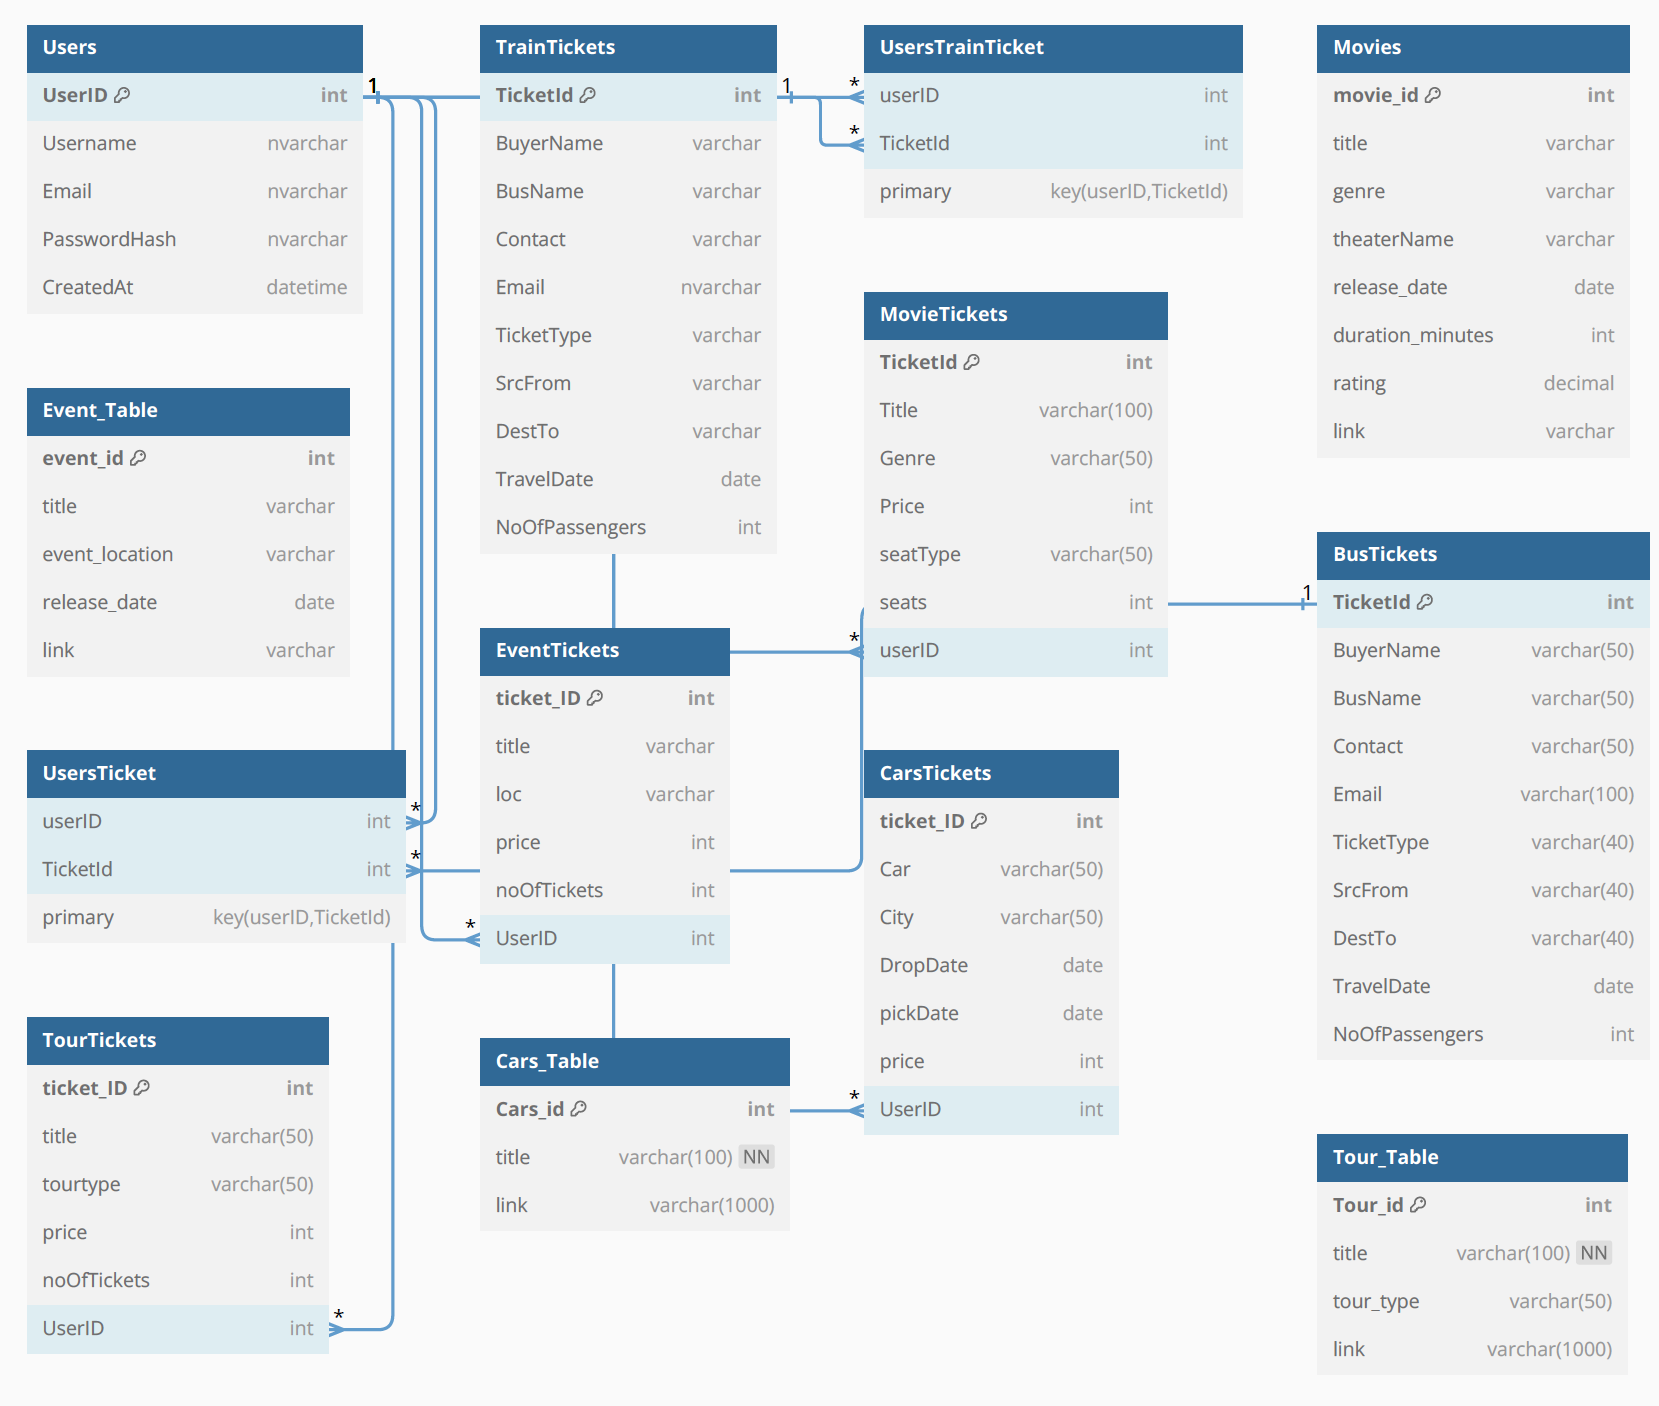 Users
UserID int
Username nvarchar
Email nvarchar
PasswordHash nvarchar
CreatedAt datetime
1
TrainTickets
TicketId int
BuyerName varchar
BusName varchar
Contact varchar
Email nvarchar
TicketType varchar
SrcFrom varchar
DestTo varchar
TravelDate date
NoOfPassengers int
1
*
*
UsersTrainTicket
userID int
TicketId int
primary key(userID,TicketId)
Movies
movie_id int
title varchar
genre varchar
theaterName varchar
release_date date
duration_minutes int
rating decimal
link varchar
Event_Table
event_id int
title varchar
event_location varchar
release_date date
link varchar
MovieTickets
TicketId int
Title varchar(100)
Genre varchar(50)
Price int
seatType varchar(50)
seats int
* userID int
1
BusTickets
TicketId int
BuyerName varchar(50)
BusName varchar(50)
Contact varchar(50)
Email varchar(100)
TicketType varchar(40)
SrcFrom varchar(40)
DestTo varchar(40)
TravelDate date
NoOfPassengers int
EventTickets
ticket_ID int
title varchar
loc varchar
price int
noOfTickets int
* UserID int
UsersTicket
userID int *
TicketId int *
primary key(userID,TicketId)
CarsTickets
ticket_ID int
Car varchar(50)
City varchar(50)
DropDate date
pickDate date
price int
* UserID int
TourTickets
ticket_ID int
title varchar(50)
tourtype varchar(50)
price int
noOfTickets int
UserID int *
Cars_Table
Cars_id int
title varchar(100) NN
link varchar(1000)
Tour_Table
Tour_id int
title varchar(100) NN
tour_type varchar(50)
link varchar(1000)